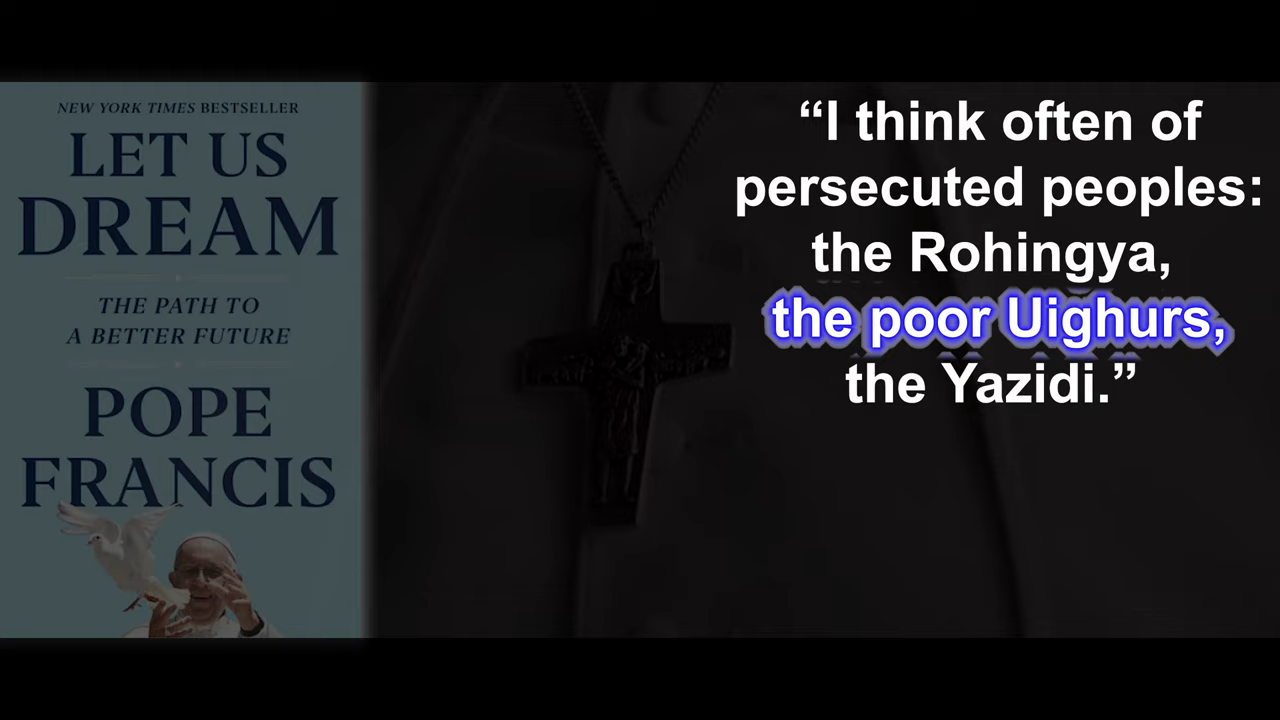 NEW YORK TIMES BESTSELLER
LET US
DREAM
THE PATH TO
A BETTER FUTURE
POPE
FRANCIS
“I think often of
persecuted peoples:
the Rohingya,
the poor Uighurs,
the Yazidi.”